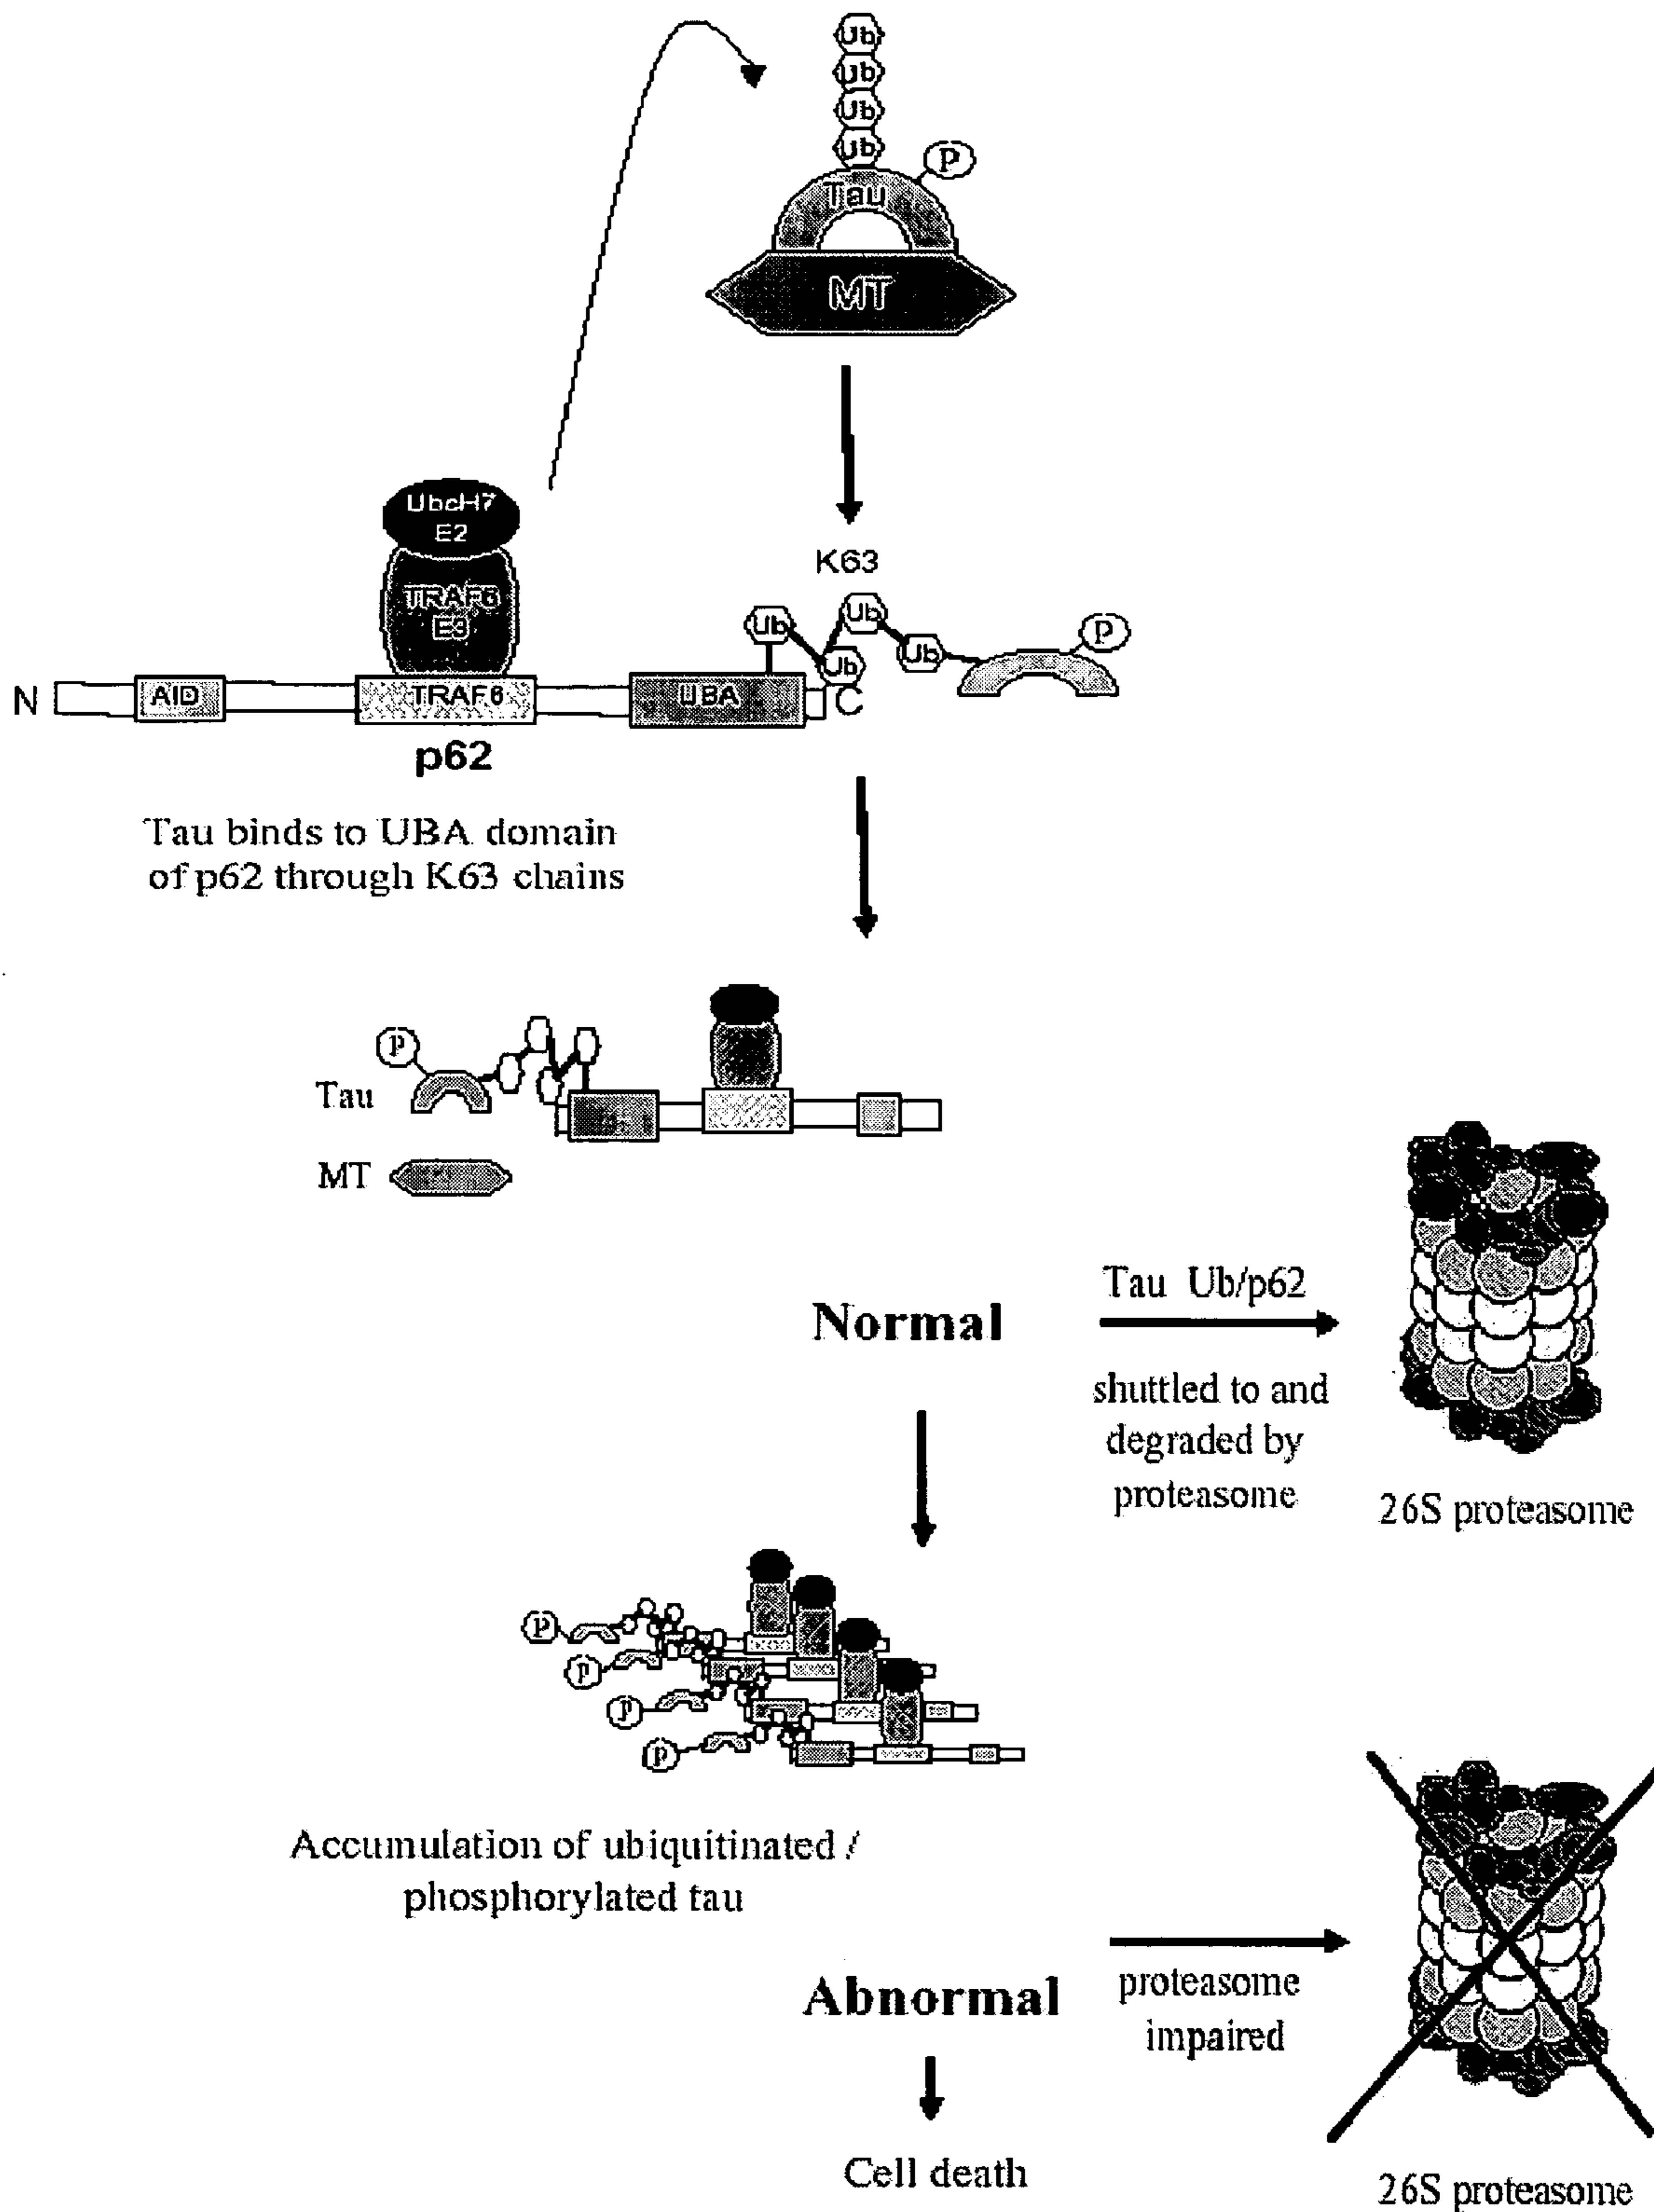 Ub
Ub
Ub
Ub
P
Tau
MT
UbcH7
E2
TRAF6
E3
K63
Ub
Ub
Ub
Ub
P
N
AID
TRAF6
UBA
C
p62
Tau binds to UBA domain
of p62 through K63 chains
P
Tau
MT
Normal
Tau Ub/p62
shuttled to and
degraded by
proteasome
26S proteasome
P
P
P
P
Accumulation of ubiquitinated /
phosphorylated tau
Abnormal
proteasome
impaired
Cell death
26S proteasome